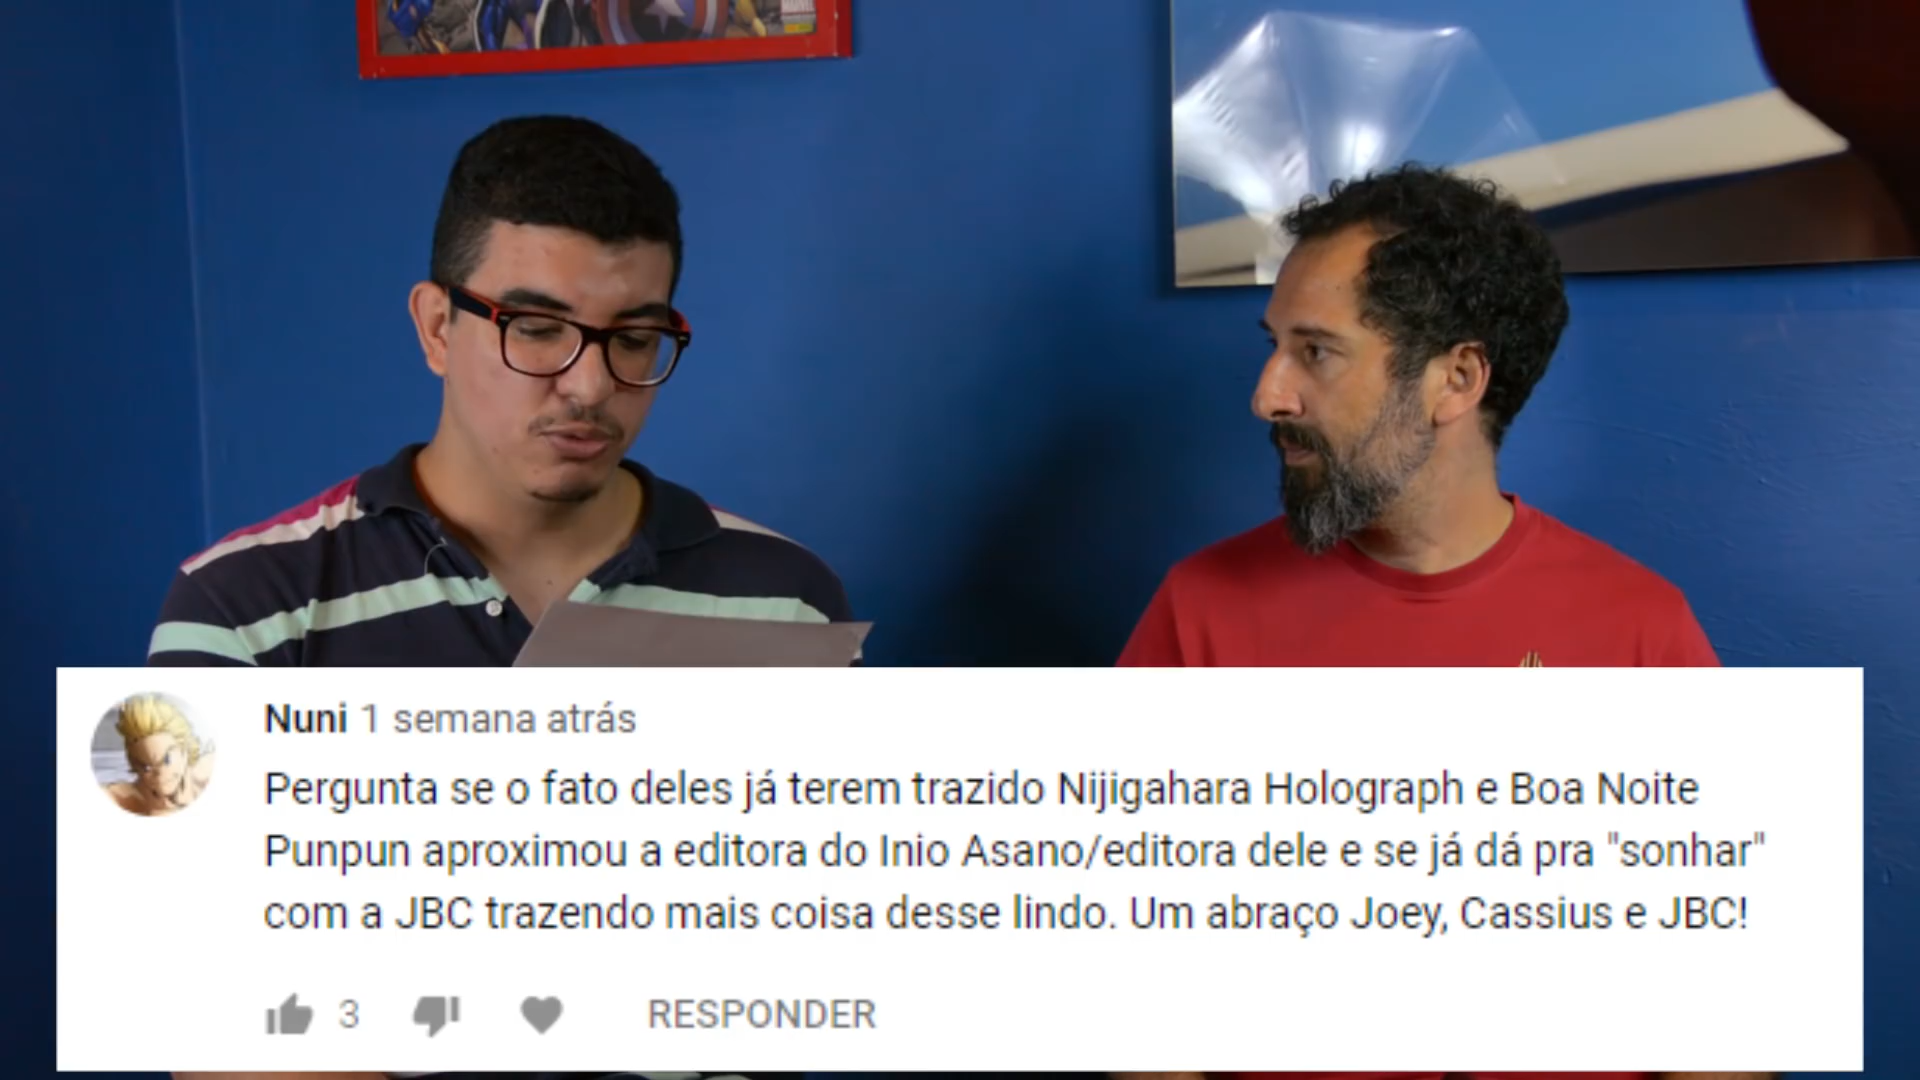 Nuni 1 semana atrás
Pergunta se o fato deles já terem trazido Nijigahara Holograph e Boa Noite
Punpun aproximou a editora do Inio Asano/editora dele e se já dá pra "sonhar"
com a JBC trazendo mais coisa desse lindo. Um abraço Joey, Cassius e JBC!
3 RESPONDER